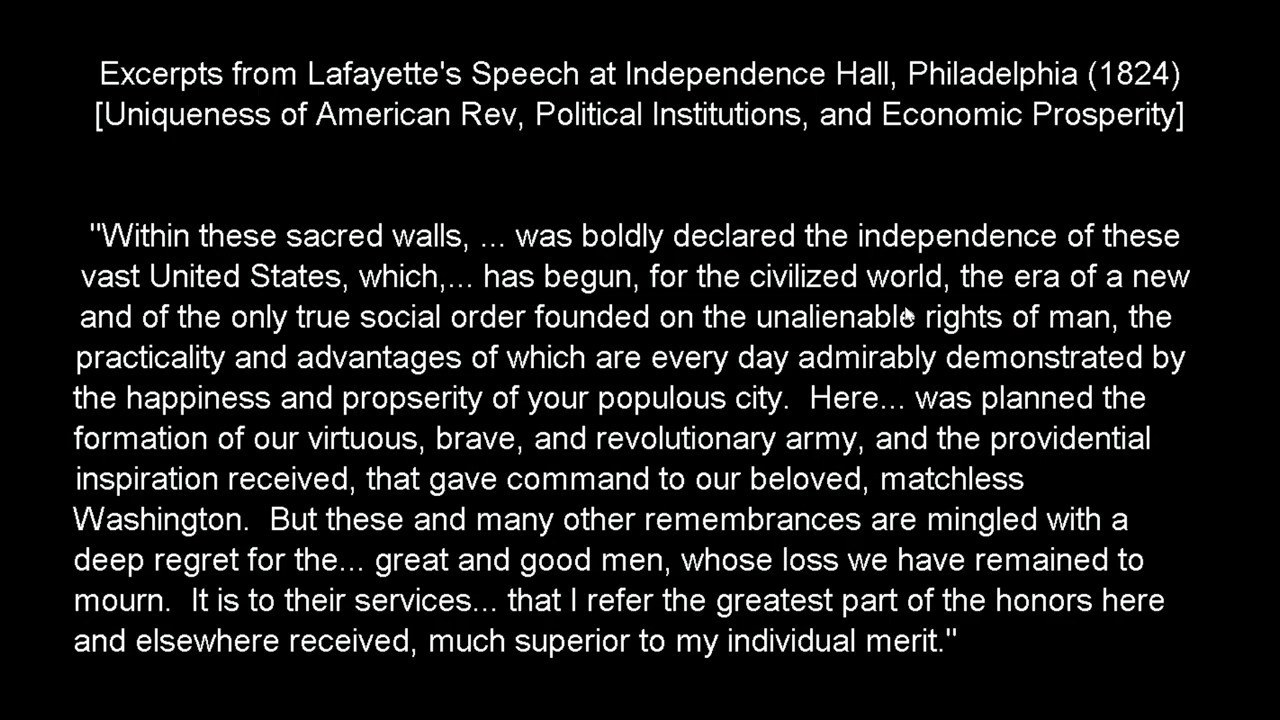 Excerpts from Lafayette's Speech at Independence Hall, Philadelphia (1824)
[Uniqueness of American Rev, Political Institutions, and Economic Prosperity]
"Within these sacred walls, ... was boldly declared the independence of these
vast United States, which,... has begun, for the civilized world, the era of a new
and of the only true social order founded on the unalienable rights of man, the
practicality and advantages of which are every day admirably demonstrated by
the happiness and propserity of your populous city.  Here... was planned the
formation of our virtuous, brave, and revolutionary army, and the providential
inspiration received, that gave command to our beloved, matchless
Washington.  But these and many other remembrances are mingled with a
deep regret for the... great and good men, whose loss we have remained to
mourn.  It is to their services... that I refer the greatest part of the honors here
and elsewhere received, much superior to my individual merit."